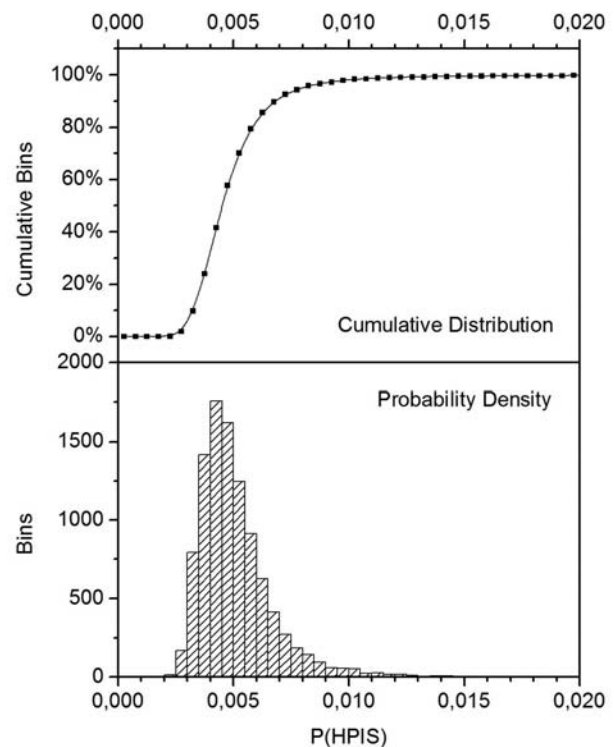 0,000 0,005 0,010 0,015 0,020
100%
80%
60%
40%
20%
0%
Cumulative Bins
Cumulative Distribution
2000
1500
1000
500
0
Bins
Probability Density
0,000 0,005 0,010 0,015 0,020
P(HPIS)